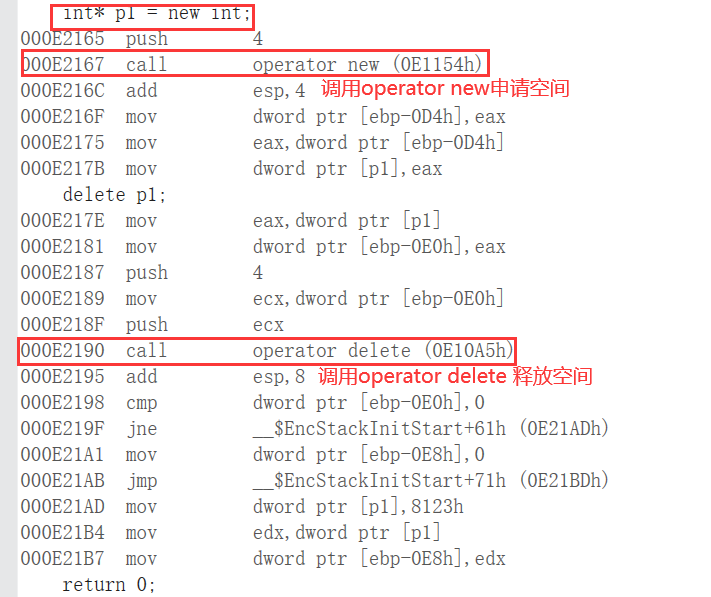 int* p1 = new int;
000E2165 push 4
000E2167 call operator new (0E1154h)
000E216C add esp,4 调用operator new申请空间
000E216F mov dword ptr [ebp-0D4h],eax
000E2175 mov eax,dword ptr [ebp-0D4h]
000E217B mov dword ptr [p1],eax
delete p1;
000E217E mov eax,dword ptr [p1]
000E2181 mov dword ptr [ebp-0E0h],eax
000E2187 push 4
000E2189 mov ecx,dword ptr [ebp-0E0h]
000E218F push ecx
000E2190 call operator delete (0E10A5h)
000E2195 add esp,8 调用operator delete 释放空间
000E2198 cmp dword ptr [ebp-0E0h],0
000E219F jne __$EncStackInitStart+61h (0E21ADh)
000E21A1 mov dword ptr [ebp-0E8h],0
000E21AB jmp __$EncStackInitStart+71h (0E21BDh)
000E21AD mov dword ptr [p1],8123h
000E21B4 mov edx,dword ptr [p1]
000E21B7 mov dword ptr [ebp-0E8h],edx
return 0;